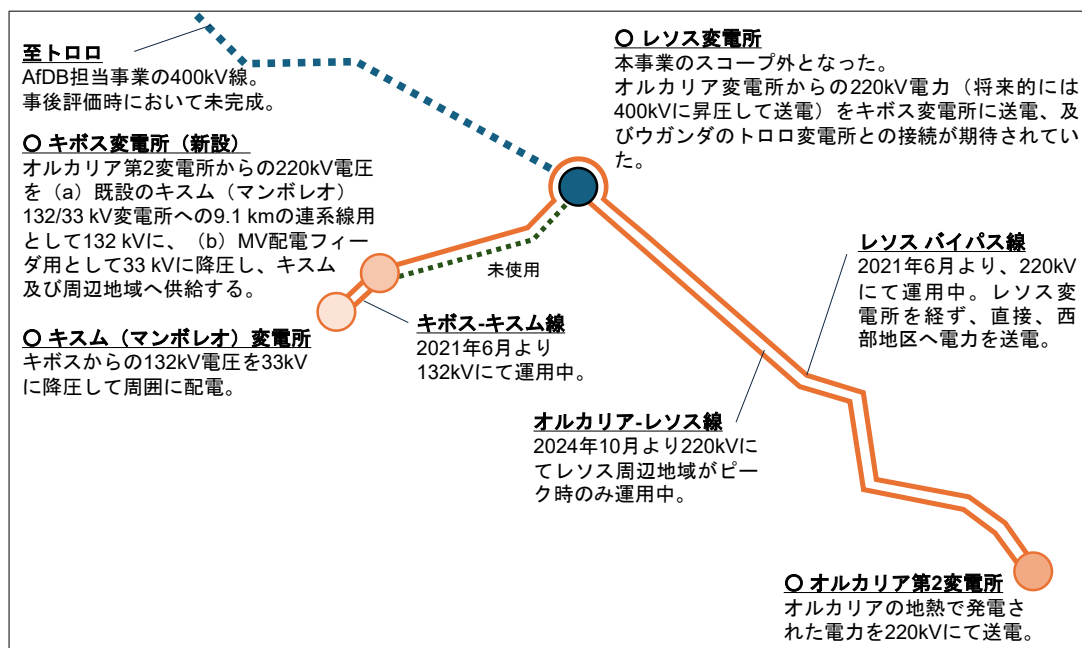 至トロロ
AfDB担当事業の400kV線。
事後評価時において未完成。
〇 キボス変電所（新設）
オルカリア第2変電所からの220kV電圧
を（a）既設のキスム（マンボレオ）
132/33 kV変電所への9.1 kmの連系線用
として132 kVに、（b）MV配電フィー
ダ用として33 kVに降圧し、キスム
及び周辺地域へ供給する。
〇 キスム（マンボレオ）変電所
キボスからの132kV電圧を33kV
に降圧して周囲に配電。
〇 レソス変電所
本事業のスコープ外となった。
オルカリア変電所からの220kV電力（将来的には
400kVに昇圧して送電）をキボス変電所に送電、及
びウガンダのトロロ変電所との接続が期待されてい
た。
未使用
キボス-キスム線
2021年6月より
132kVにて運用中。
レソス バイパス線
2021年6月より、220kV
にて運用中。レソス変
電所を経ず、直接、西
部地区へ電力を送電。
オルカリア-レソス線
2024年10月より220kVに
てレソス周辺地域がピー
ク時のみ運用中。
〇 オルカリア第2変電所
オルカリアの地熱で発電さ
れた電力を220kVにて送電。